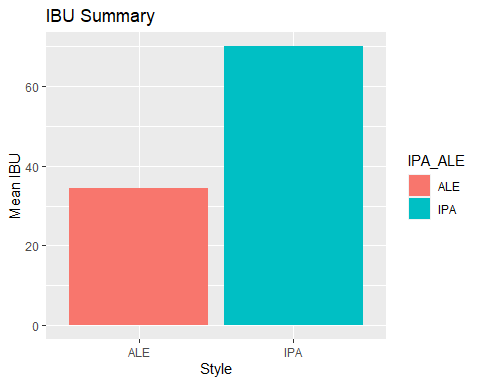 IBU Summary
60
40
20
0
Mean IBU
ALE
IPA
Style
IPA_ALE
ALE
IPA